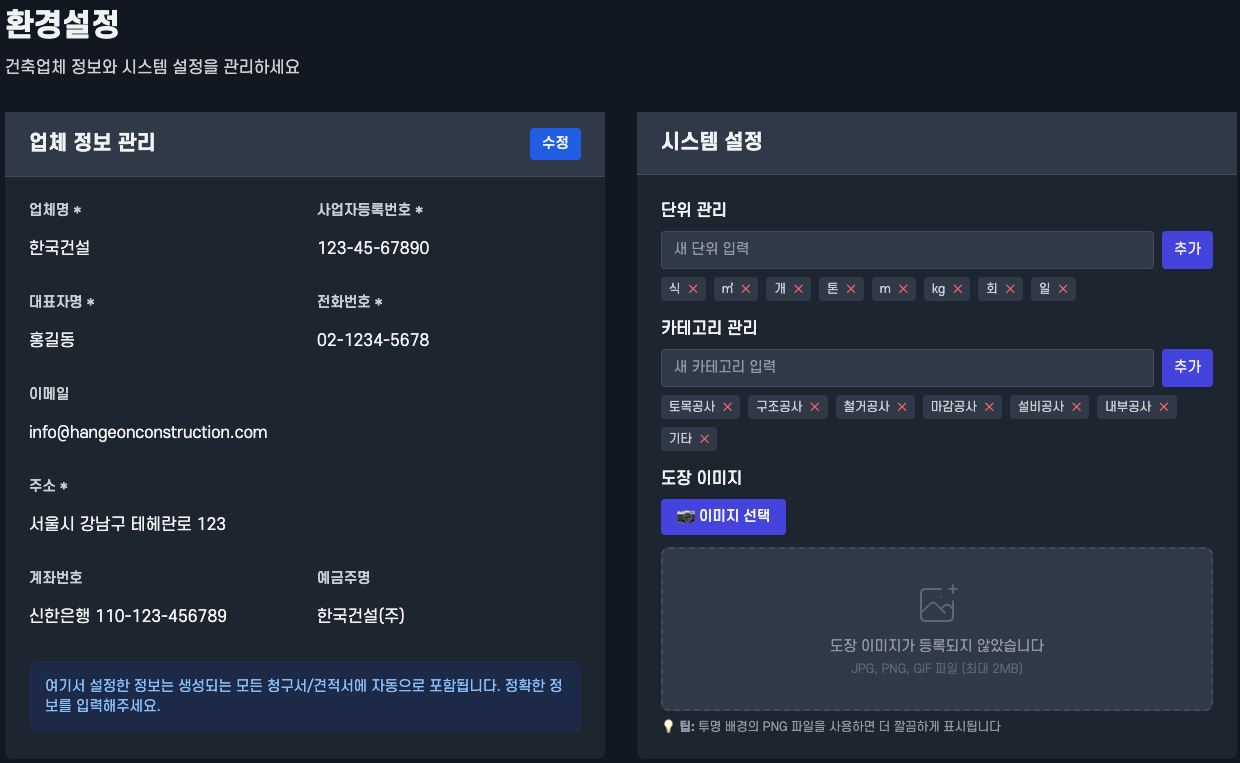 환경설정
건축업체 정보와 시스템 설정을 관리하세요
업체 정보 관리
수정
업체명 *
사업자등록번호 *
한국건설
123-45-67890
대표자명 *
전화번호 *
홍길동
02-1234-5678
이메일
info@hangeonconstruction.com
주소 *
서울시 강남구 테헤란로 123
계좌번호
예금주명
신한은행 110-123-456789
한국건설(주)
여기서 설정한 정보는 생성되는 모든 청구서/견적서에 자동으로 포함됩니다. 정확한 정
보를 입력해주세요.
시스템 설정
단위 관리
새 단위 입력
추가
식 × ㎡ × 개 × 톤 × m × kg × 회 × 일 ×
카테고리 관리
새 카테고리 입력
추가
토목공사 × 구조공사 × 철거공사 × 마감공사 × 설비공사 × 내부공사 ×
기타 ×
도장 이미지
📷 이미지 선택
도장 이미지가 등록되지 않았습니다
JPG, PNG, GIF 파일 (최대 2MB)
💡 팁: 투명 배경의 PNG 파일을 사용하면 더 깔끔하게 표시됩니다